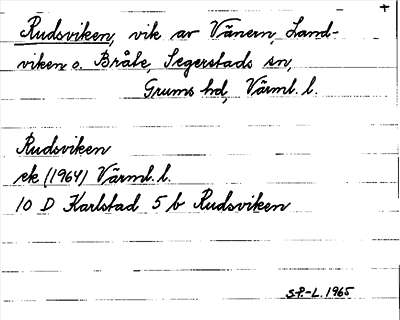 +
Rudsviken, vik av Vänern, Land-
viken o. Bråte, Segerstads sn,
Grums hd, Värml. l.
Rudsviken
ek (1964) Värml. l.
10 D Karlstad 5 b Rudsviken
S.P.-L. 1965